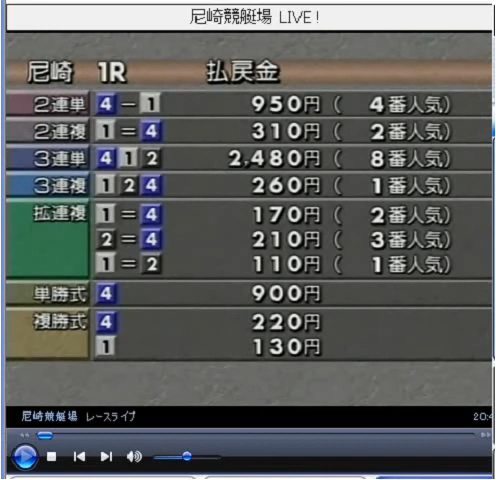 尼崎競艇場 LIVE!
尼崎 1R 払戻金
2連単 4 - 1 950円 ( 4番人気)
2連複 1 = 4 310円 ( 2番人気)
3連単 4 1 2 2,480円 ( 8番人気)
3連複 1 2 4 260円 ( 1番人気)
拡連複 1 = 4 170円 ( 2番人気)
2 = 4 210円 ( 3番人気)
1 = 2 110円 ( 1番人気)
単勝式 4 900円
複勝式 4 220円
1 130円
尼崎競艇場 レースライブ